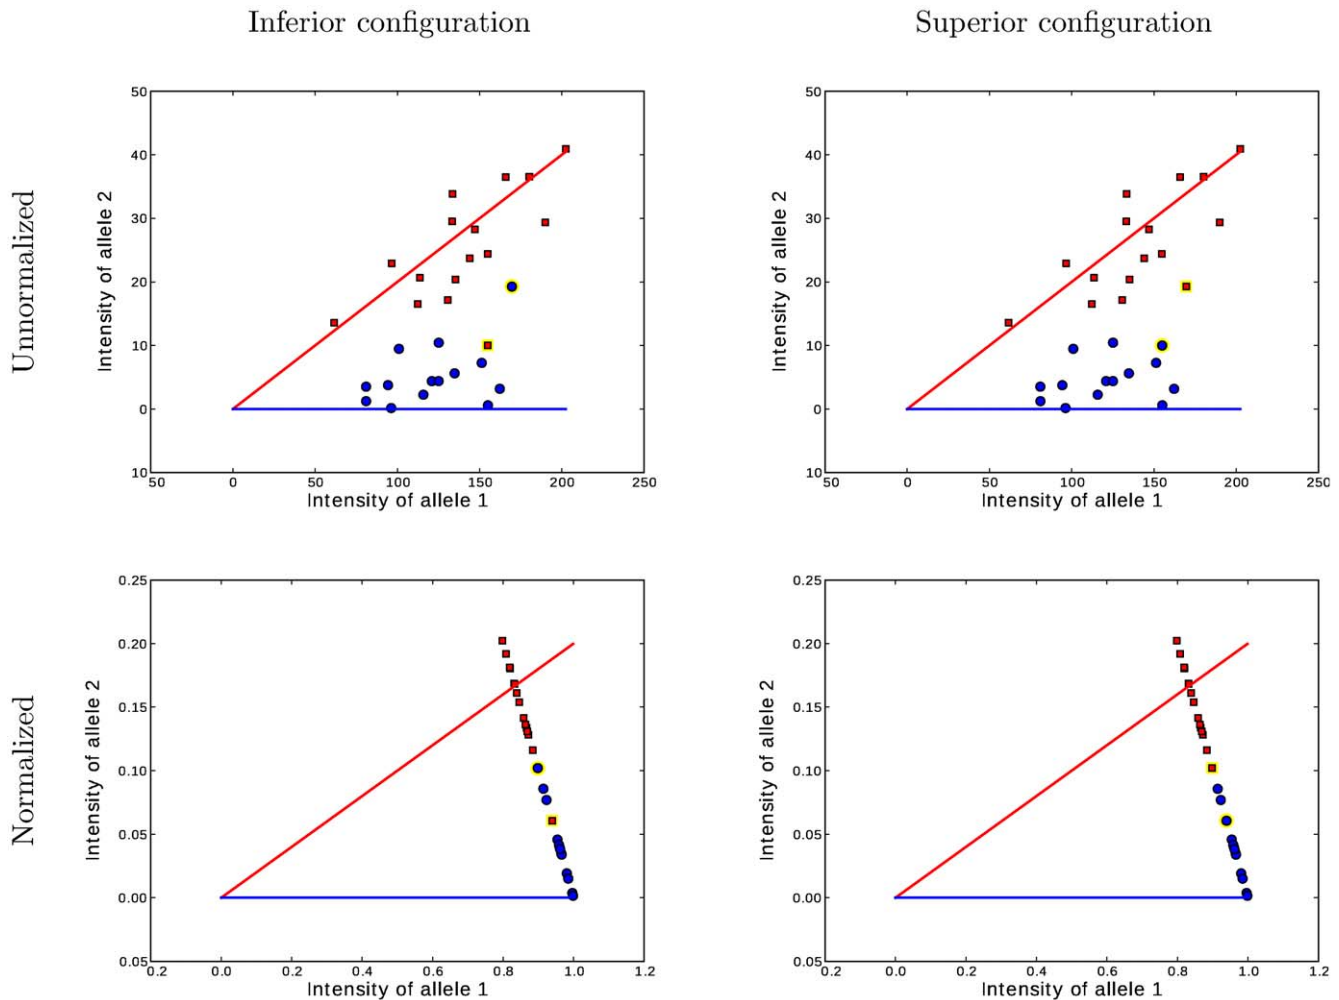 Inferior configuration
Superior configuration
Unnormalized
Intensity of allele 2
50
40
30
20
10
0
10
50 0 50 100 150 200 250
Intensity of allele 1
Intensity of allele 2
50
40
30
20
10
0
10
50 0 50 100 150 200 250
Intensity of allele 1
Normalized
Intensity of allele 2
0.25
0.20
0.15
0.10
0.05
0.00
0.05
0.2 0.0 0.2 0.4 0.6 0.8 1.0 1.2
Intensity of allele 1
Intensity of allele 2
0.25
0.20
0.15
0.10
0.05
0.00
0.05
0.2 0.0 0.2 0.4 0.6 0.8 1.0 1.2
Intensity of allele 1